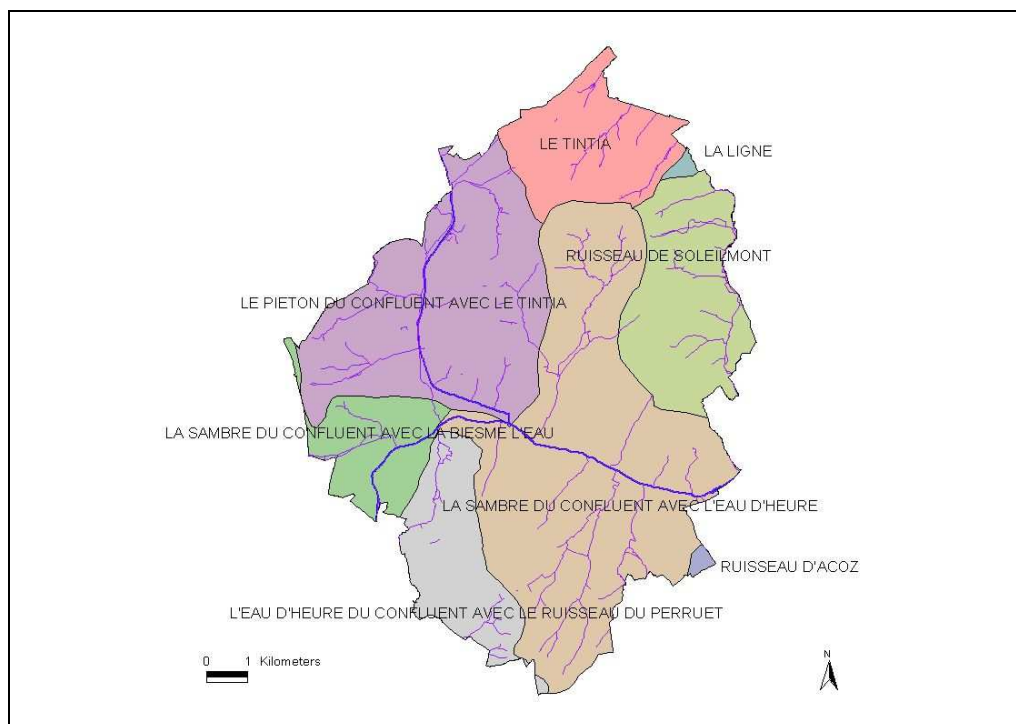 LE TINTIA
LA LIGNE
RUISSEAU DE SOLEILMONT
LE PIETON DU CONFLUENT AVEC LE TINTIA
LA SAMBRE DU CONFLUENT AVEC LA BIESME L'EAU
LA SAMBRE DU CONFLUENT AVEC L'EAU D'HEURE
RUISSEAU D'ACOZ
L'EAU D'HEURE DU CONFLUENT AVEC LE RUISSEAU DU PERRUET
0 1 Kilometers
N